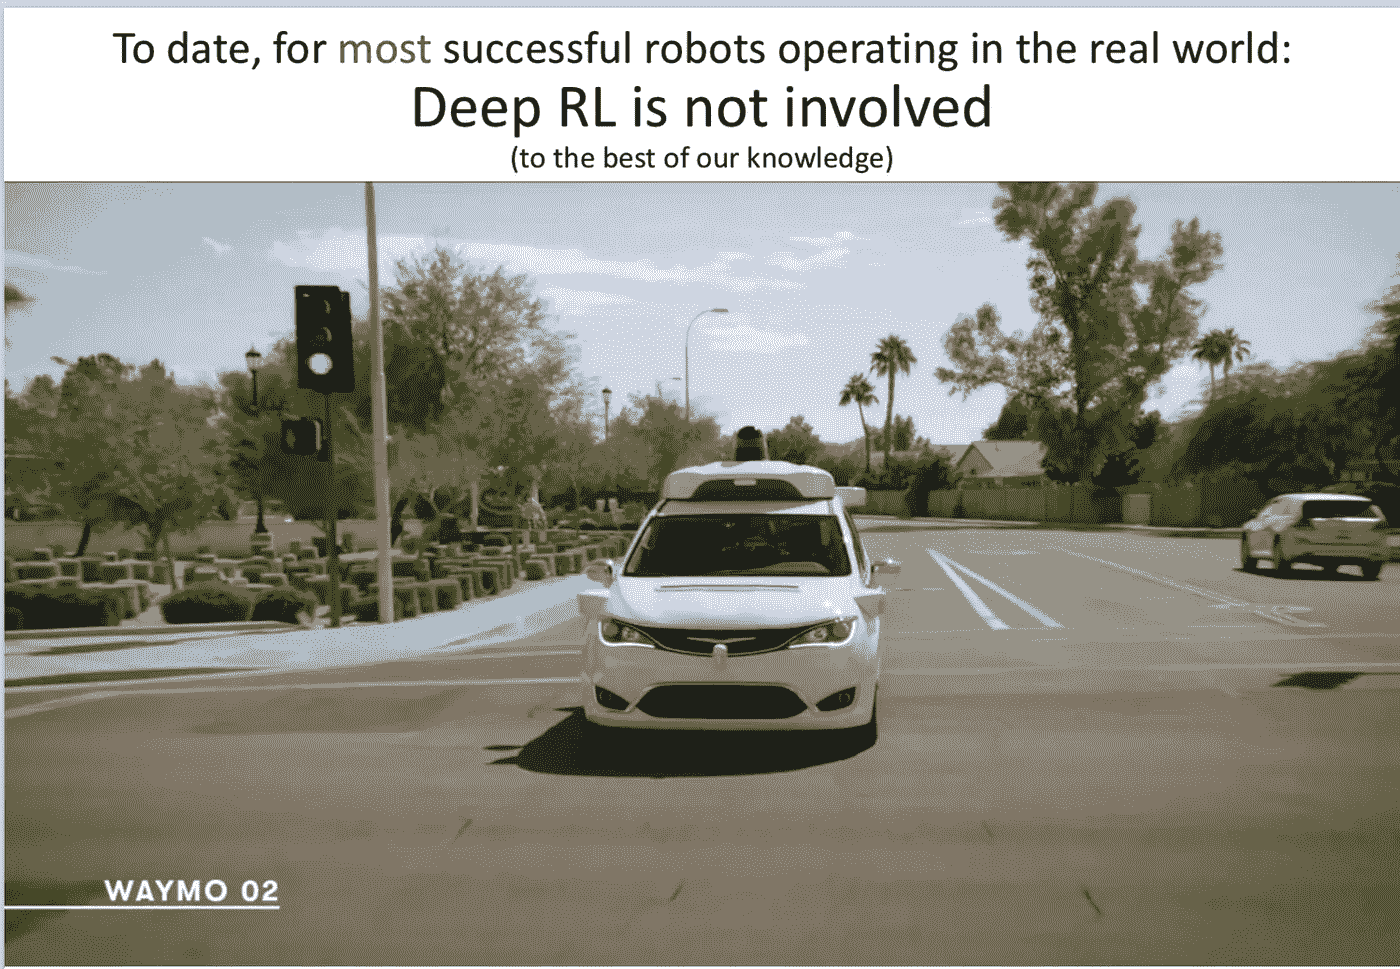 To date, for most successful robots operating in the real world:
Deep RL is not involved
(to the best of our knowledge)
WAYMO 02